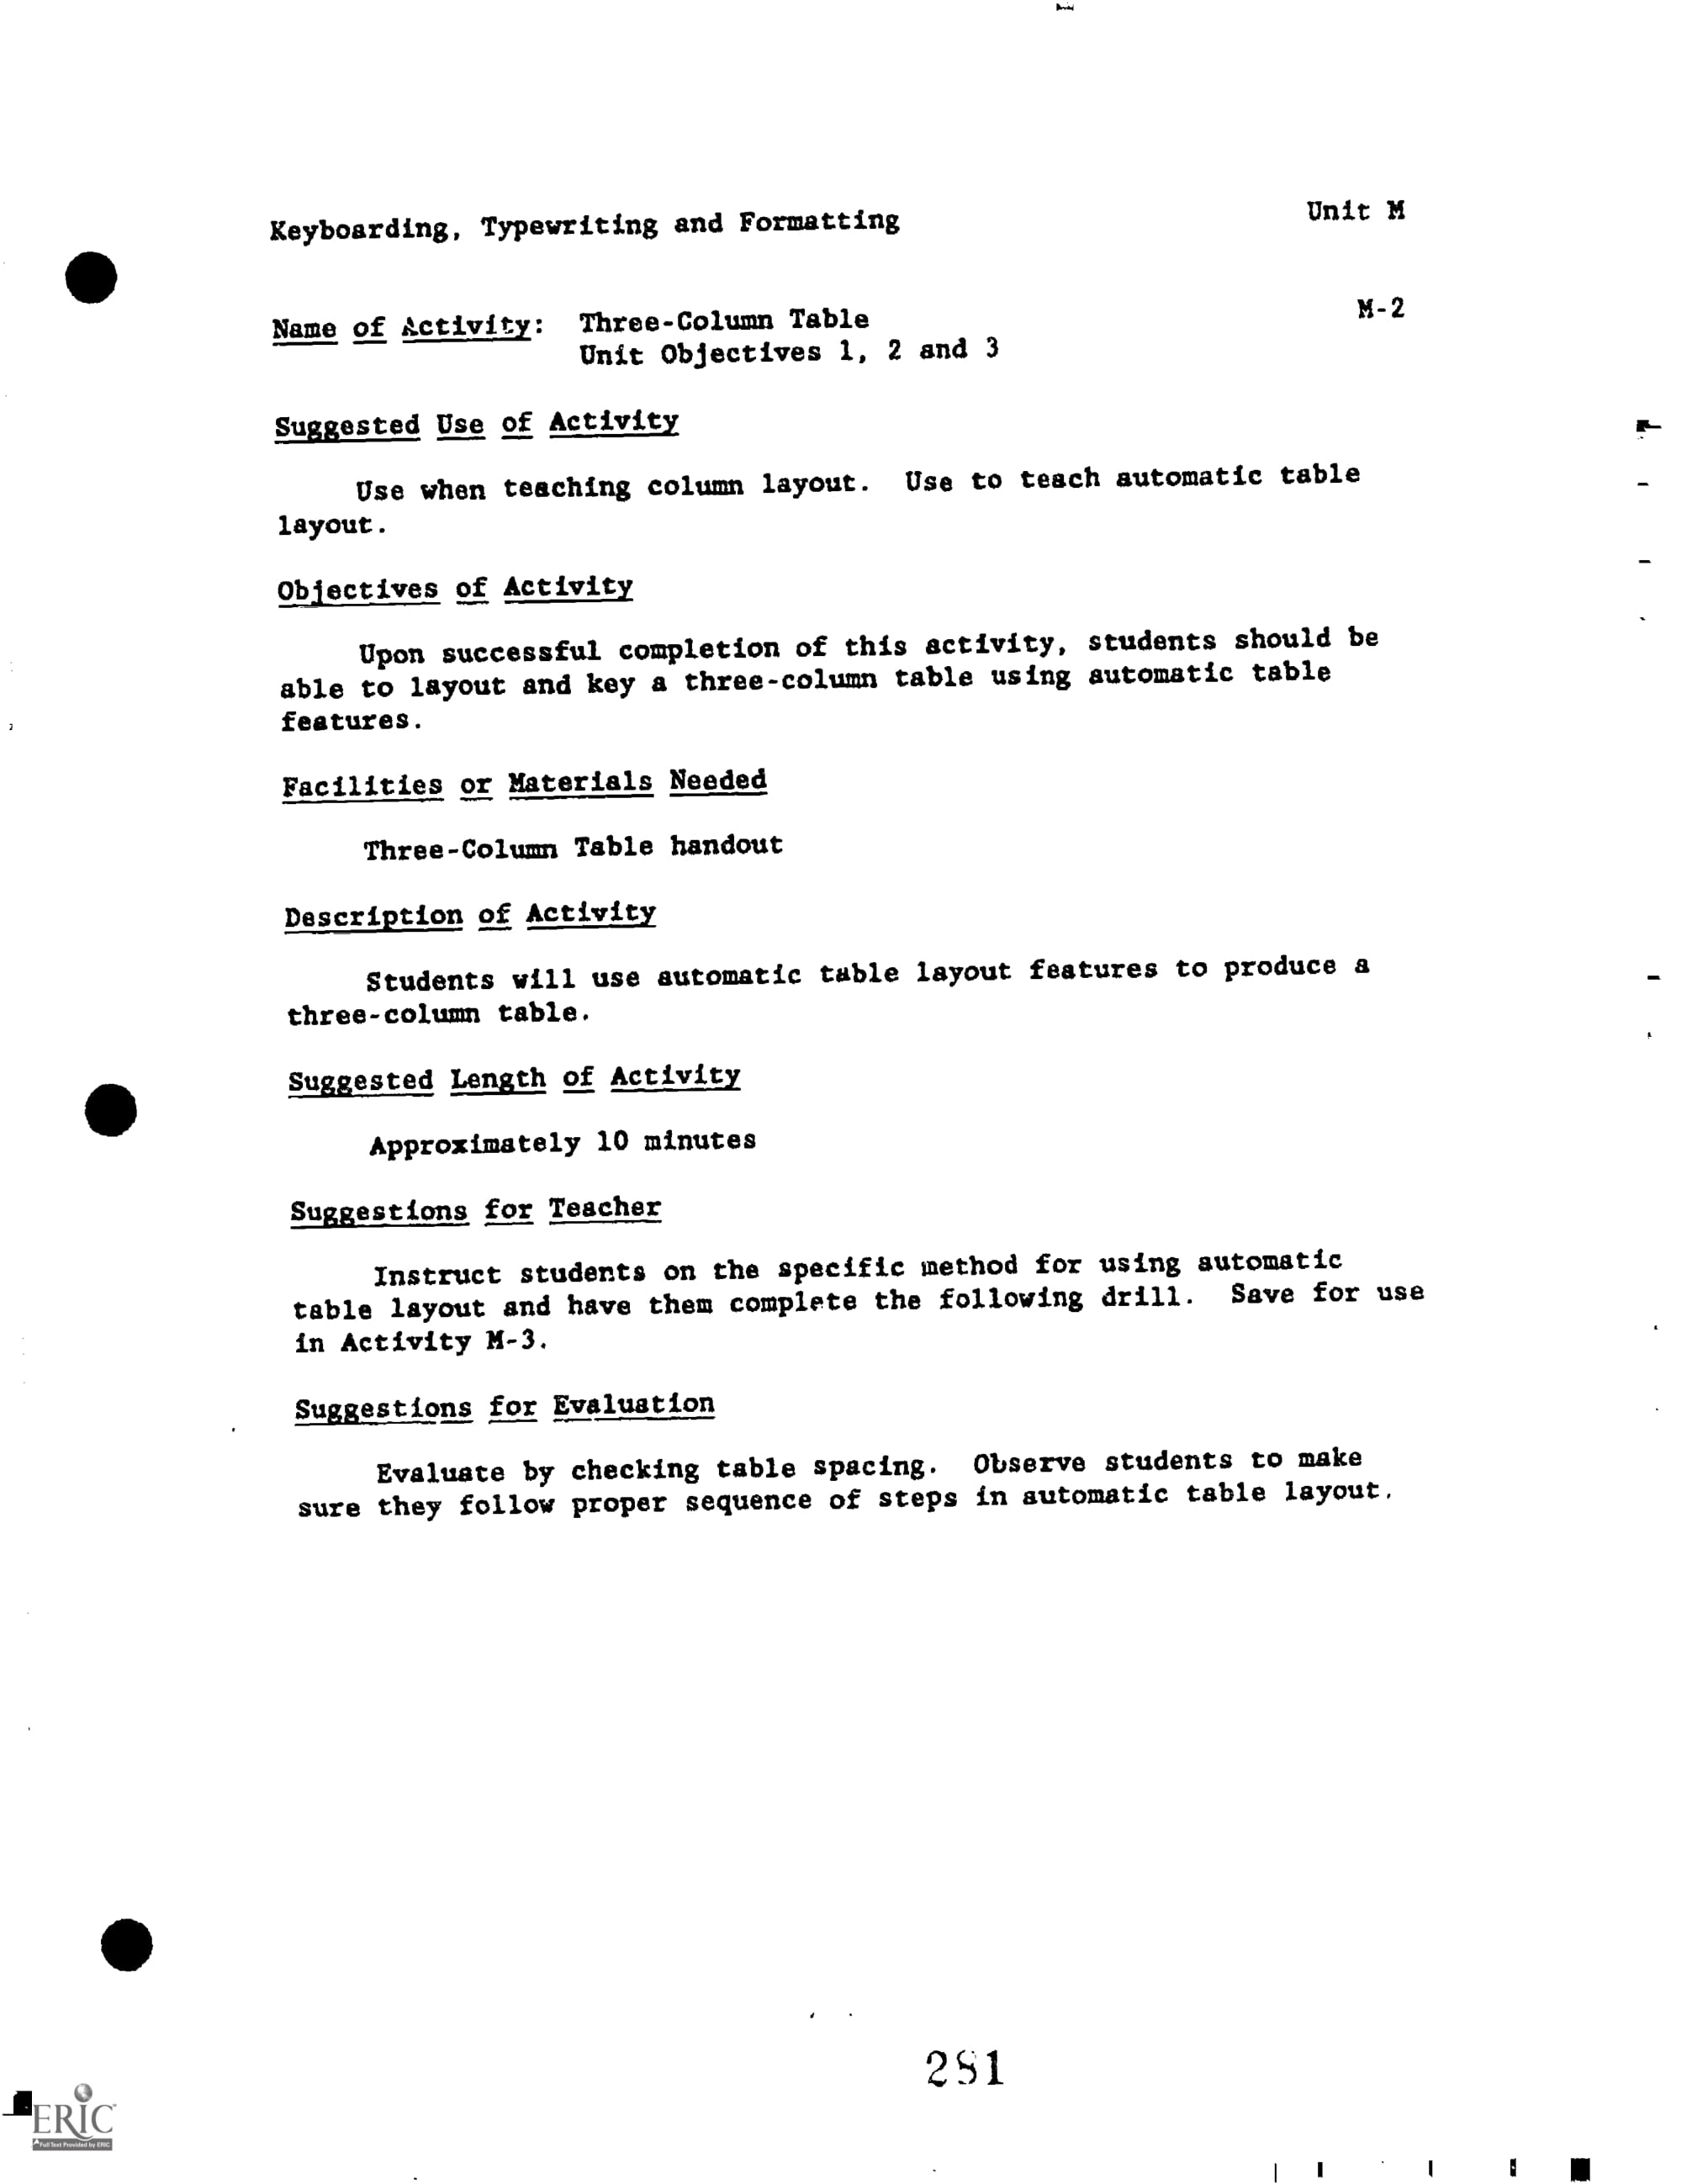 Keyboarding, Typewriting and Formatting Unit M
M-2
Name of Activity: Three-Column Table
Unit Objectives 1, 2 and 3
Suggested Use of Activity
Use when teaching column layout. Use to teach automatic table
layout.
Objectives of Activity
Upon successful completion of this activity, students should be
able to layout and key a three-column table using automatic table
features.
Facilities or Materials Needed
Three-Column Table handout
Description of Activity
Students will use automatic table layout features to produce a
three-column table.
Suggested Length of Activity
Approximately 10 minutes
Suggestions for Teacher
Instruct students on the specific method for using automatic
table layout and have them complete the following drill. Save for use
in Activity M-3.
Suggestions for Evaluation
Evaluate by checking table spacing. Observe students to make
sure they follow proper sequence of steps in automatic table layout.
281
ERIC
Full Text Provided by ERIC